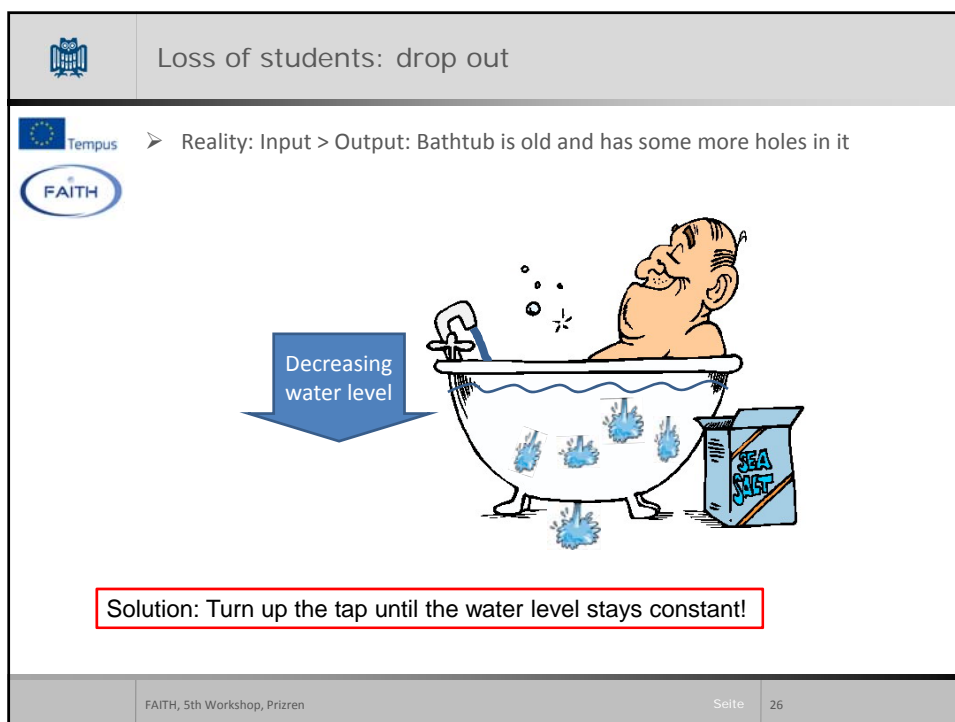 Loss of students: drop out
Tempus
FAITH
➢ Reality: Input > Output: Bathtub is old and has some more holes in it
Decreasing
water level
SEA
SALT
Solution: Turn up the tap until the water level stays constant!
FAITH, 5th Workshop, Prizren
Seite 26